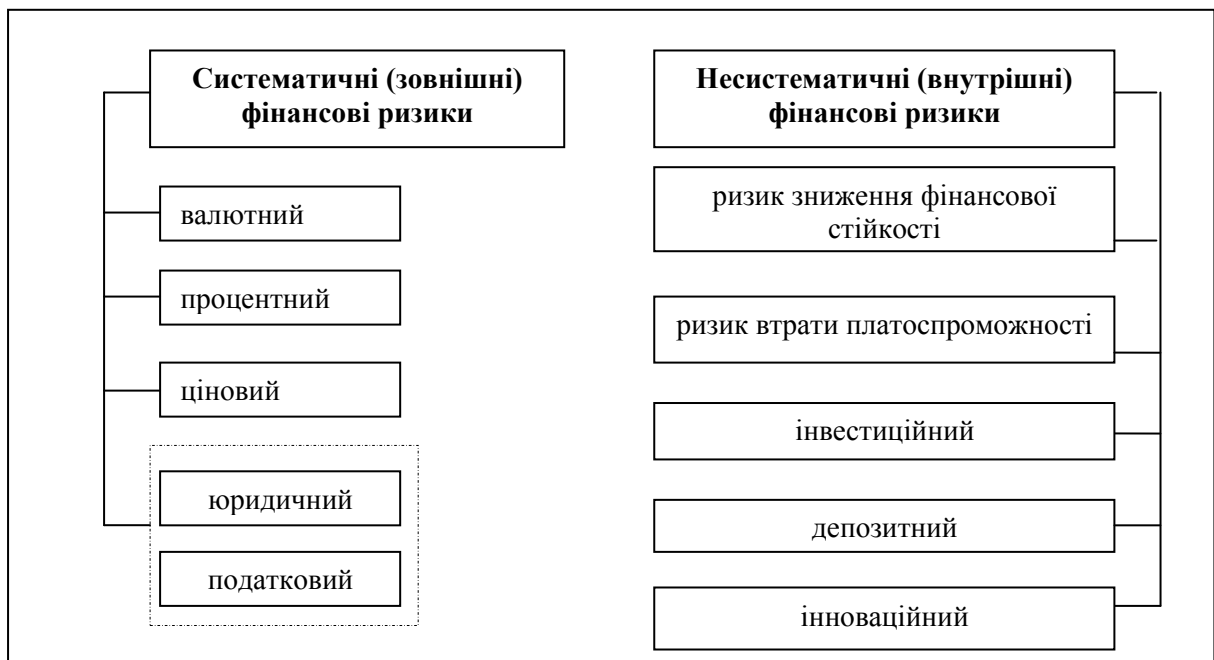 Систематичні (зовнішні)
фінансові ризики
валютний
процентний
ціновий
юридичний
податковий
Несистематичні (внутрішні)
фінансові ризики
ризик зниження фінансової
стійкості
ризик втрати платоспроможності
інвестиційний
депозитний
інноваційний